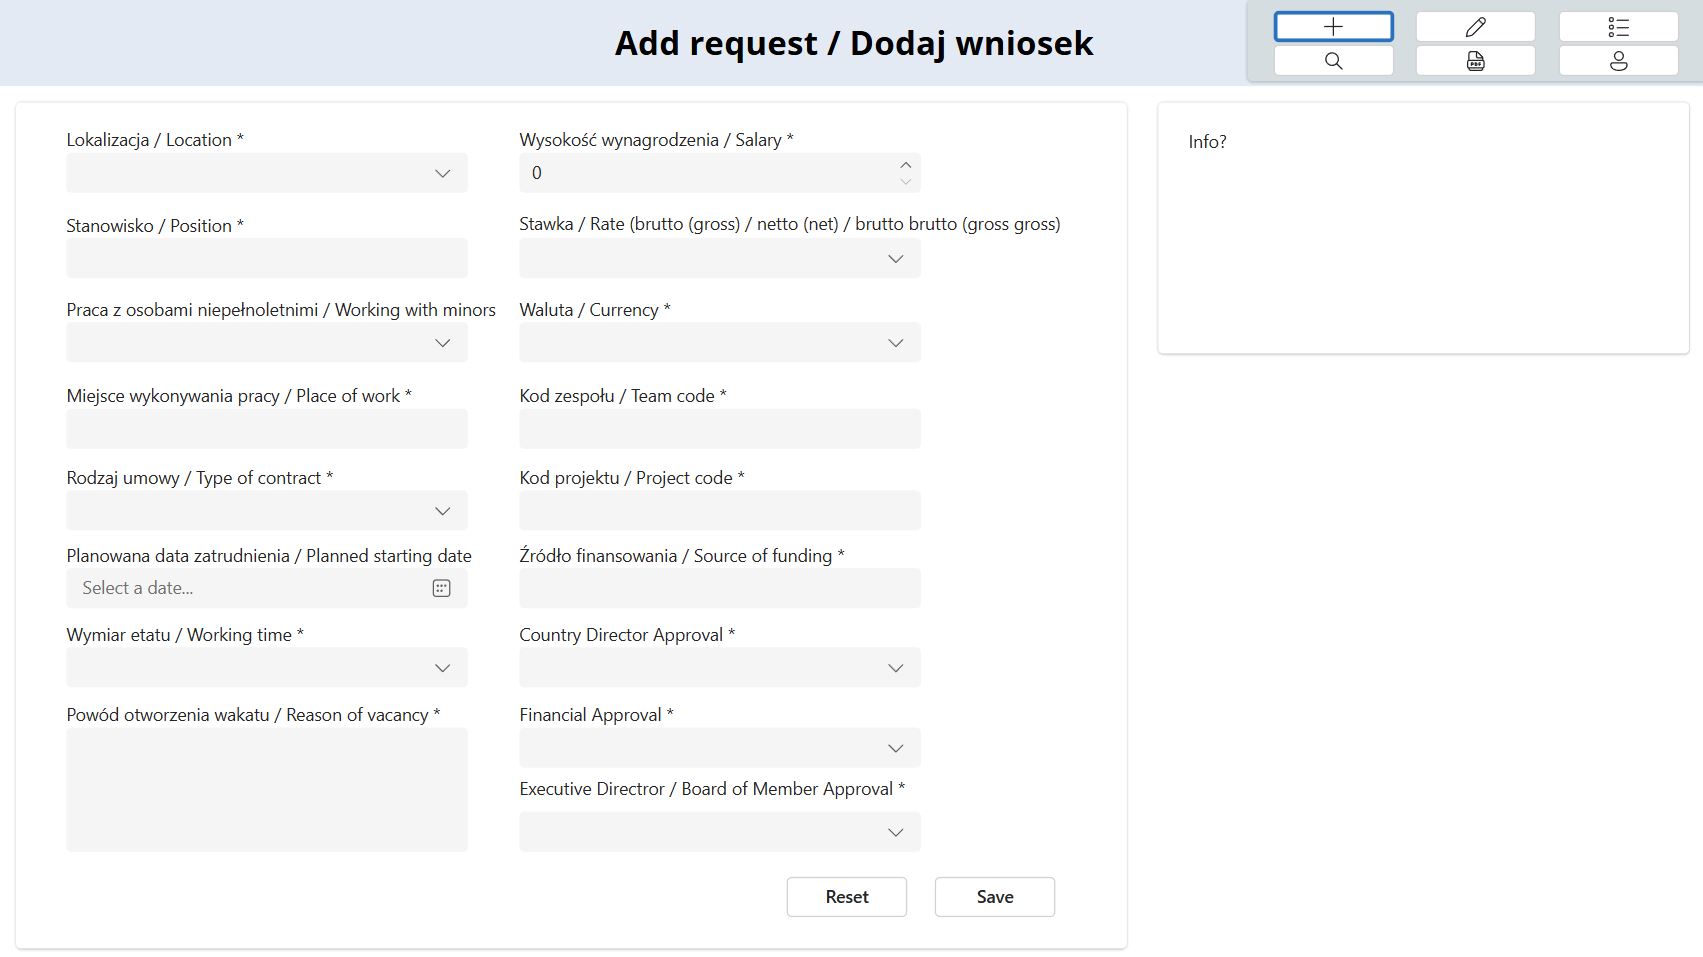 Add request / Dodaj wniosek
PDF
Lokalizacja / Location *
Stanowisko / Position *
Praca z osobami niepełnoletnimi / Working with minors
Miejsce wykonywania pracy / Place of work *
Rodzaj umowy / Type of contract *
Planowana data zatrudnienia / Planned starting date
Select a date...
Wymiar etatu / Working time *
Powód otworzenia wakatu / Reason of vacancy *
Wysokość wynagrodzenia / Salary *
0
Stawka / Rate (brutto (gross) / netto (net) / brutto brutto (gross gross)
Waluta / Currency *
Kod zespołu / Team code *
Kod projektu / Project code *
Źródło finansowania / Source of funding *
Country Director Approval *
Financial Approval *
Executive Directror / Board of Member Approval *
Reset
Save
Info?